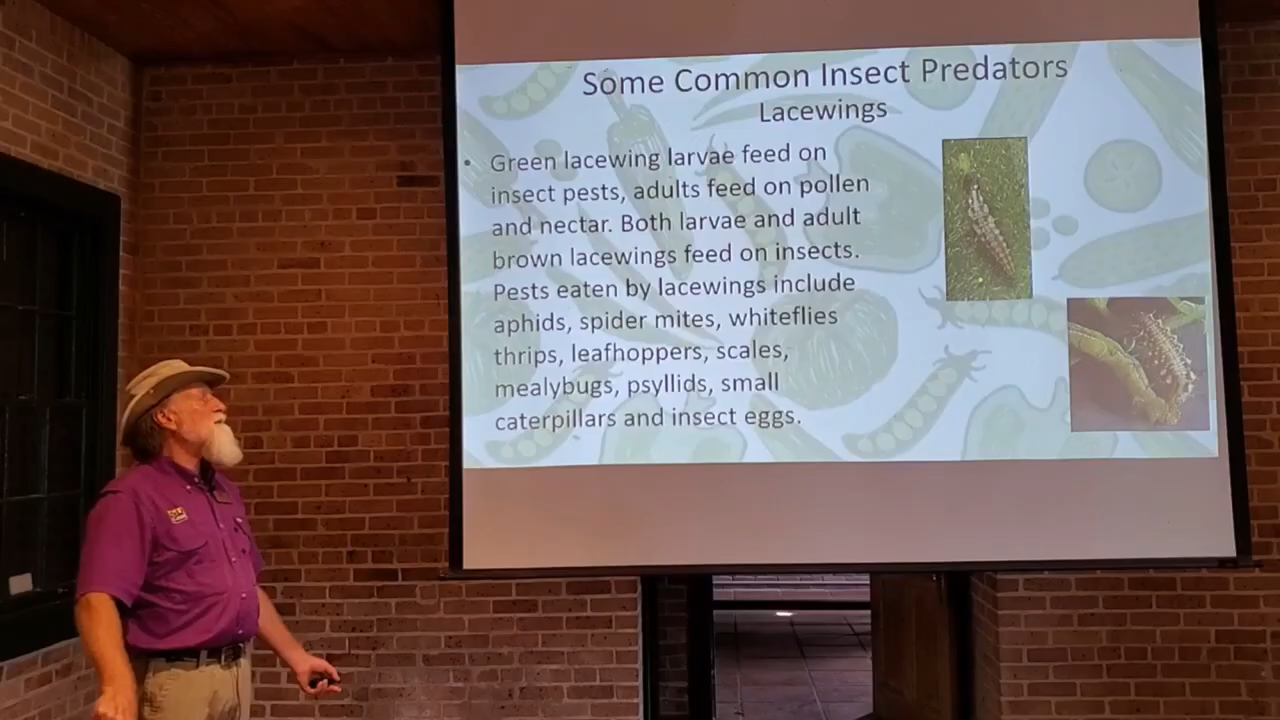 Some Common Insect Predators
Lacewings
• Green lacewing larvae feed on
insect pests, adults feed on pollen
and nectar. Both larvae and adult
brown lacewings feed on insects.
Pests eaten by lacewings include
aphids, spider mites, whiteflies
thrips, leafhoppers, scales,
mealybugs, psyllids, small
caterpillars and insect eggs.